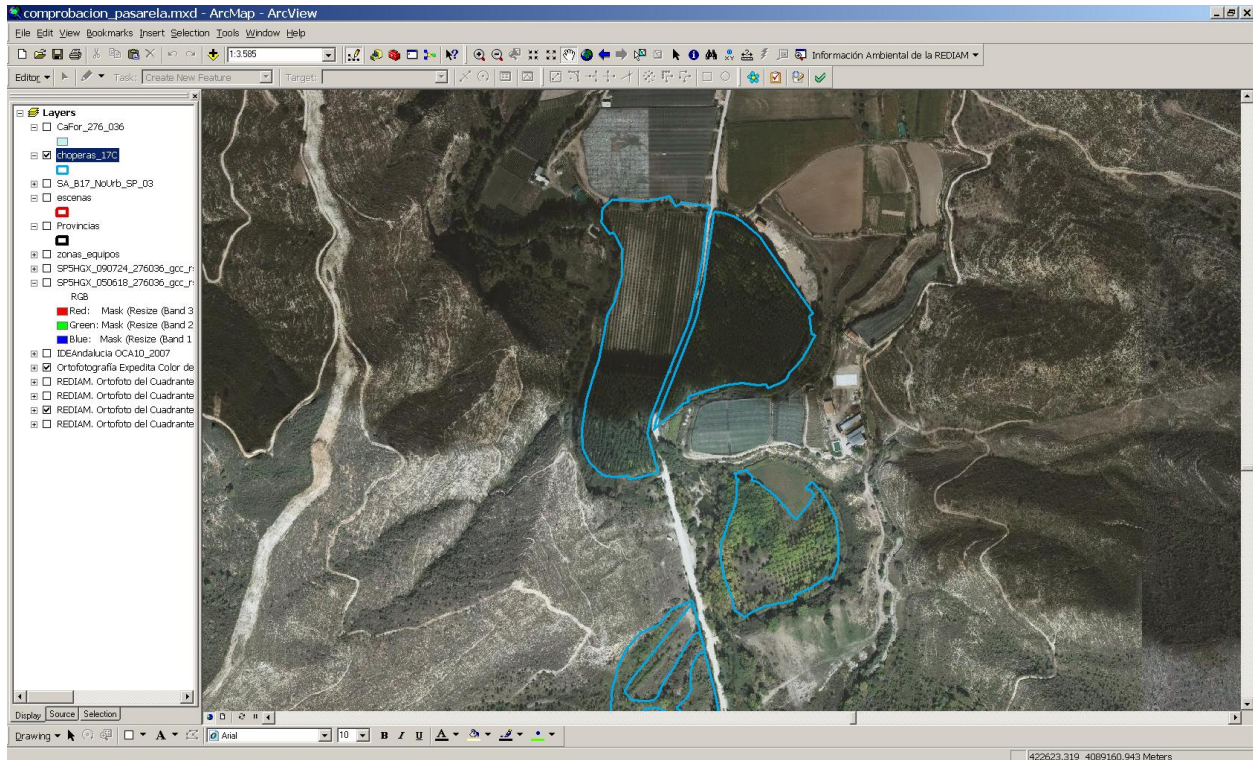 comprobacion_pasarela.mxd - ArcMap - ArcView
File Edit View Bookmarks Insert Selection Tools Window Help
1:3.585
Información Ambiental de la REDIAM
Editor Task: Create New Feature Target:
Layers
CaFor_276_036
choperas_17C
SA_B17_NoUrb_SP_03
escenas
Provincias
zonas_equipos
SP5HGX_090724_276036_gcc_r
SP5HGX_050618_276036_gcc_r
RGB
Red: Mask (Resize (Band 3
Green: Mask (Resize (Band 2
Blue: Mask (Resize (Band 1
IDEAndalucia OCA10_2007
Ortofotografía Expedita Color de
REDIAM. Ortofoto del Cuadrante
REDIAM. Ortofoto del Cuadrante
REDIAM. Ortofoto del Cuadrante
REDIAM. Ortofoto del Cuadrante
Display Source Selection
Drawing A Arial 10 B I U A
422623,319 4089160,943 Meters